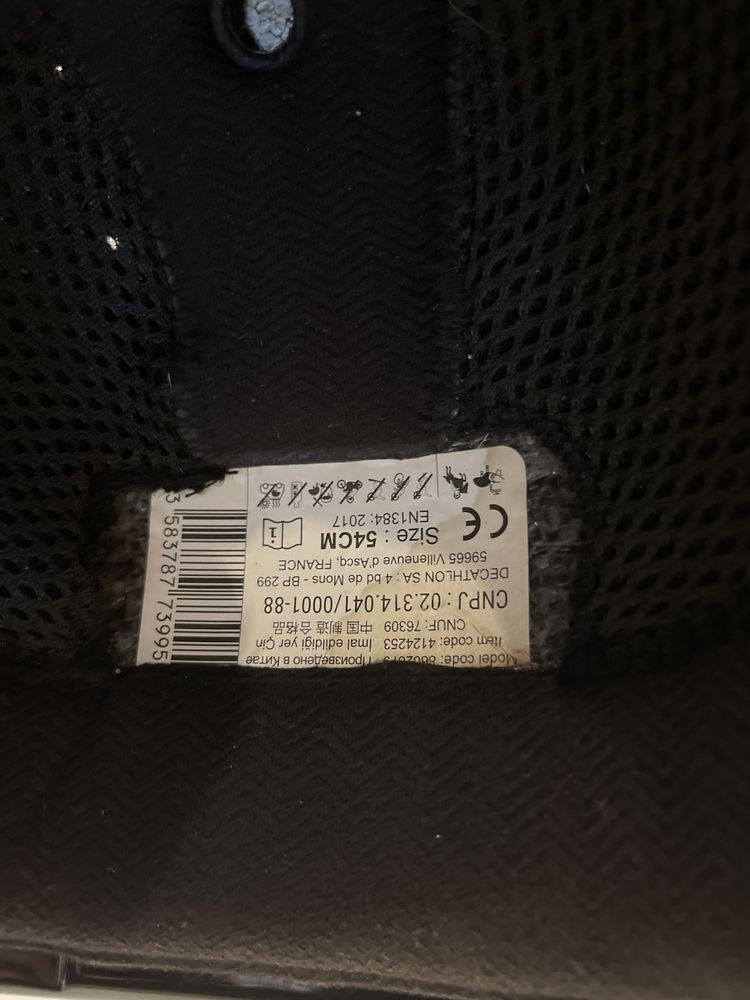 Model code: Произведено в Китае
Item code: 4124253 İmal edildiği yer Çin
CNUF: 76309 中国制造 合格品
CNPJ : 02.314.041/0001-88
DECATHLON SA : 4 bd de Mons - BP 299
59665 Villeneuve d'Ascq, FRANCE
Size : 54CM
EN1384: 2017
CE
i
3 583787 73995